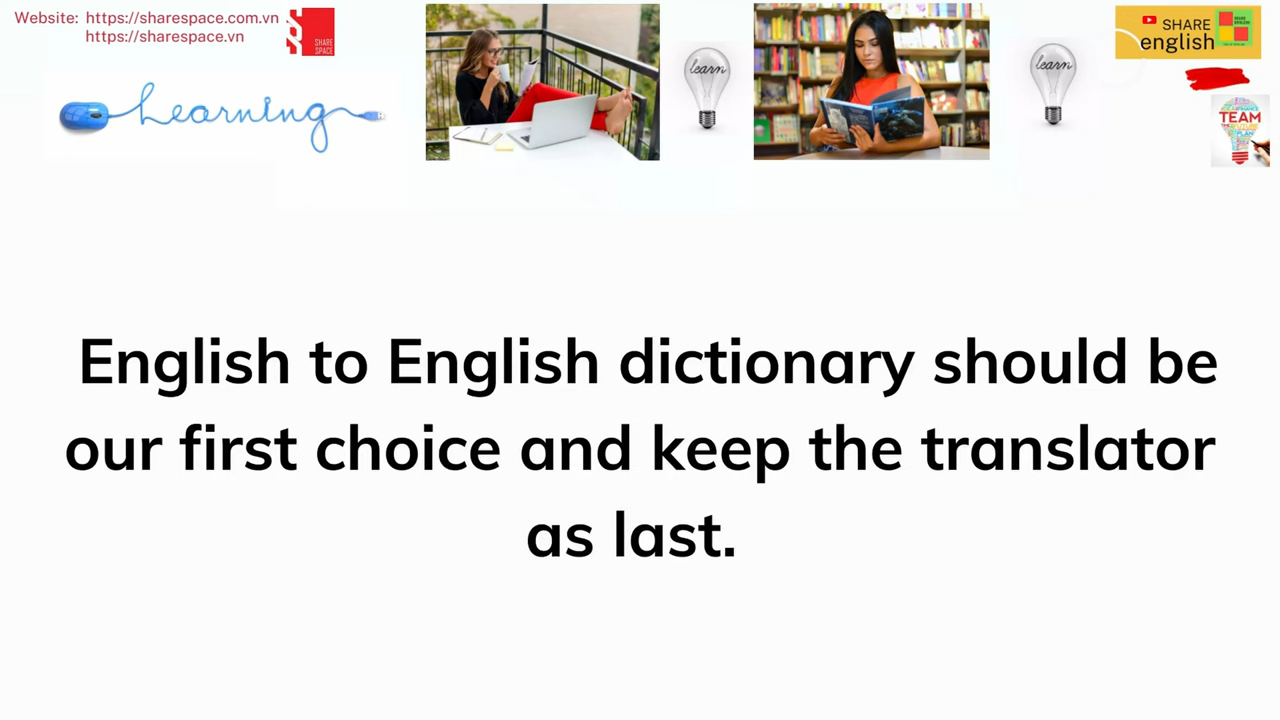 Website: https://sharespace.com.vn
https://sharespace.vn
SHARE
SPACE
Learning
learn
learn
SHARE
english
TEAM
PLAN
English to English dictionary should be
our first choice and keep the translator
as last.